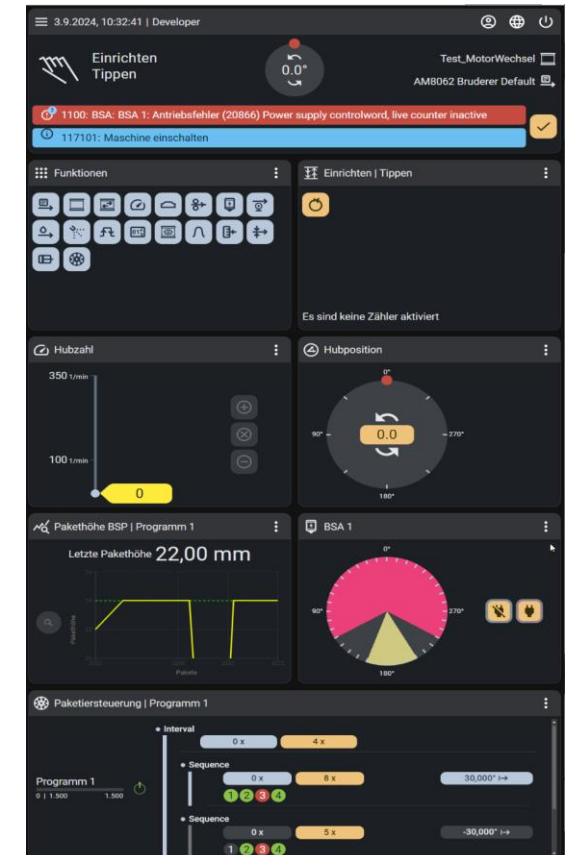 3.9.2024, 10:32:41 | Developer
Einrichten
Tippen
0.0°
Test_MotorWechsel
AM8062 Bruderer Default
1100: BSA: BSA 1: Antriebsfehler (20866) Power supply controlword, live counter inactive
117101: Maschine einschalten
Funktionen
Einrichten | Tippen
Es sind keine Zähler aktiviert
Hubzahl
350 1/min
100 1/min
0
Hubposition
0°
90°
0.0
270°
180°
Pakethöhe BSP | Programm 1
Letzte Pakethöhe 22,00 mm
Pakethöhe
Pakete
BSA 1
0°
90°
270°
180°
Paketiersteuerung | Programm 1
Interval
0 x 4 x
Programm 1
0 | 1.500 1.500
Sequence
0 x 8 x 30,000°
1 2 3 4
Sequence
0 x 5 x -30,000°
1 2 3 4